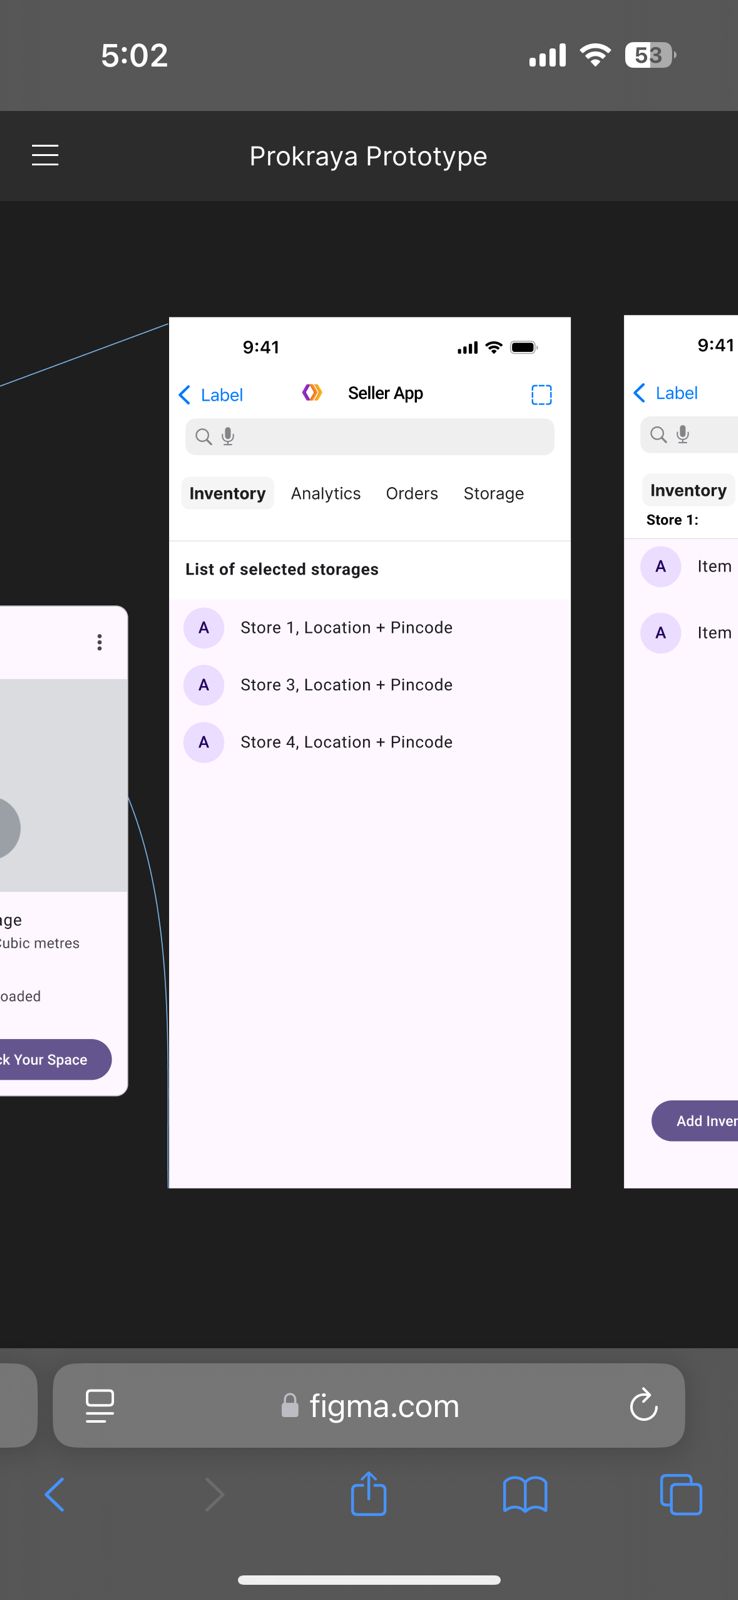 5:02
53
Prokraya Prototype
9:41
Label
Seller App
Inventory Analytics Orders Storage
List of selected storages
A Store 1, Location + Pincode
A Store 3, Location + Pincode
A Store 4, Location + Pincode
9:41
Label
Inventory
Store 1:
A Item
A Item
Add Inver
age
Cubic metres
oaded
ck Your Space
figma.com